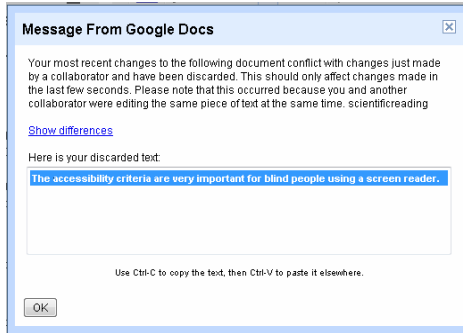 Message From Google Docs
Your most recent changes to the following document conflict with changes just made
by a collaborator and have been discarded. This should only affect changes made in
the last few seconds. Please note that this occurred because you and another
collaborator were editing the same piece of text at the same time. scientificreading
Show differences
Here is your discarded text:
The accessibility criteria are very important for blind people using a screen reader.
Use Ctrl-C to copy the text, then Ctrl-V to paste it elsewhere.
OK